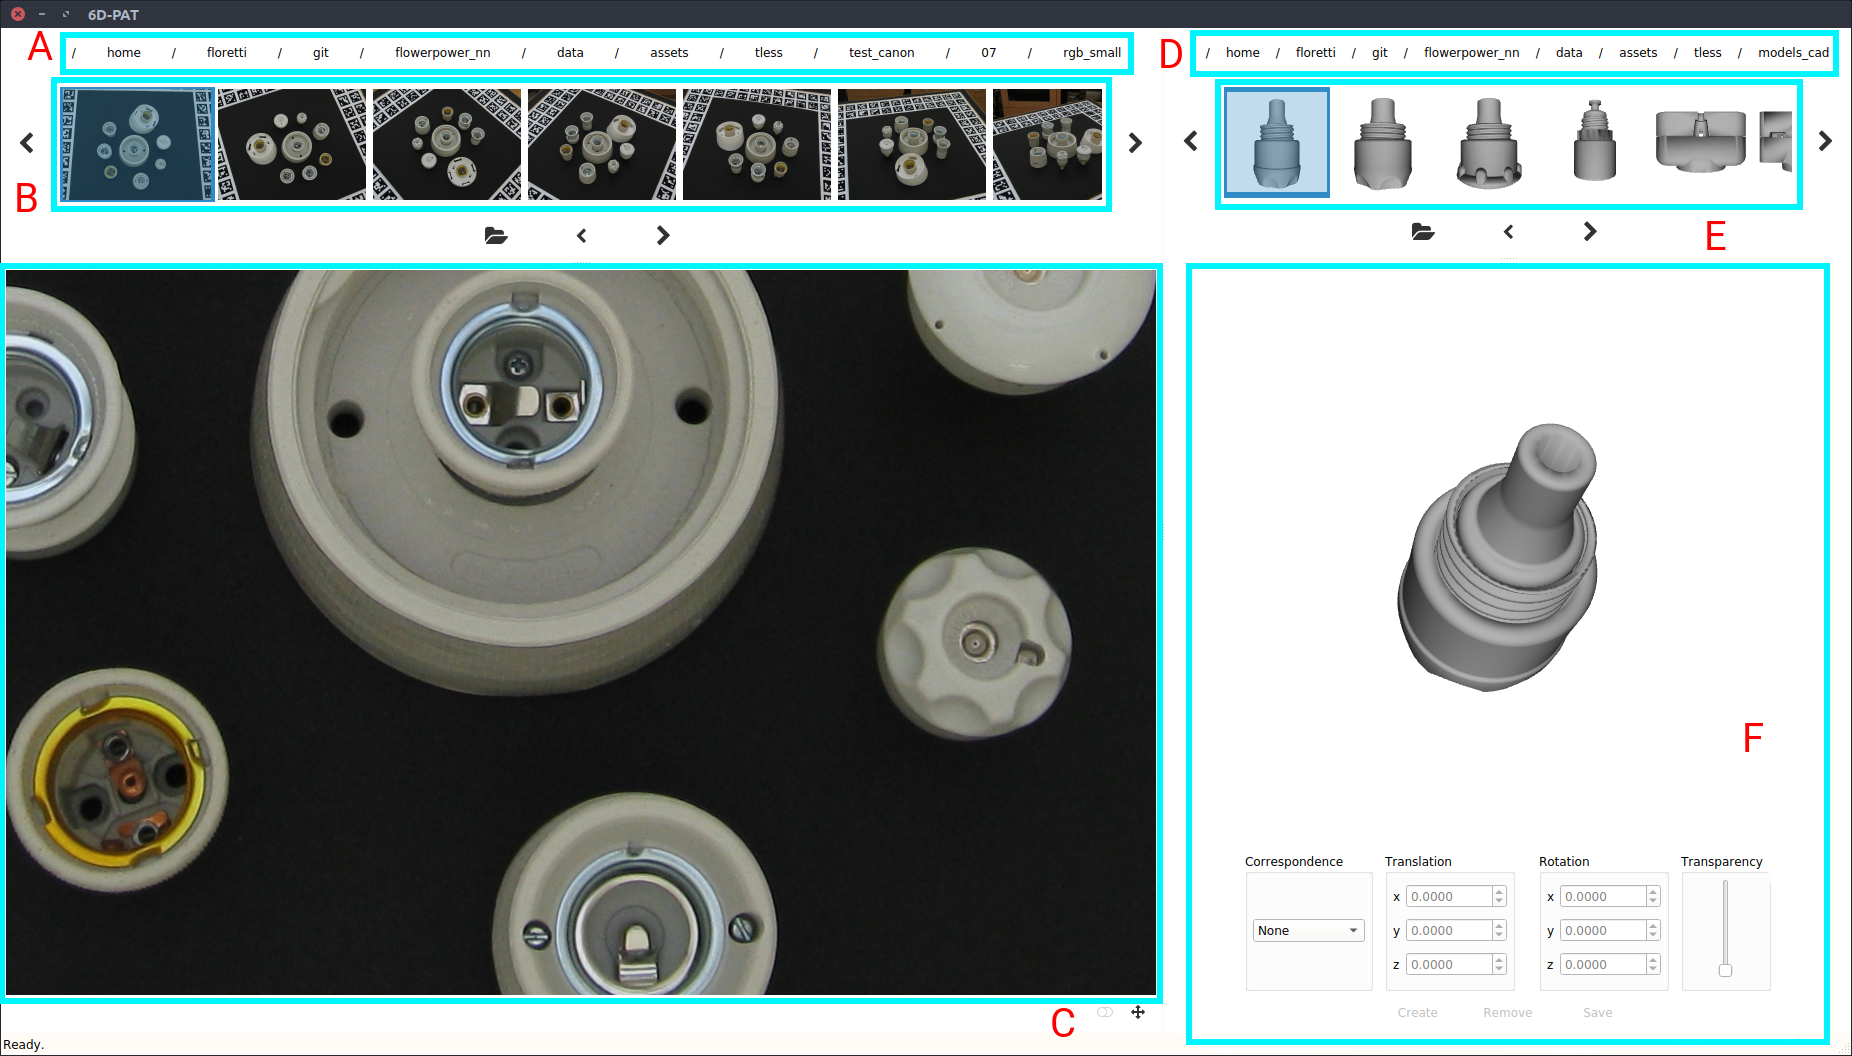 6D-PAT
A
/ home / floretti / git / flowerpower_nn / data / assets / tless / test_canon / 07 / rgb_small
D
/ home / floretti / git / flowerpower_nn / data / assets / tless / models_cad
B
E
F
Correspondence Translation Rotation Transparency
x 0.0000 x 0.0000
None y 0.0000 y 0.0000
z 0.0000 z 0.0000
Create Remove Save
C
Ready.